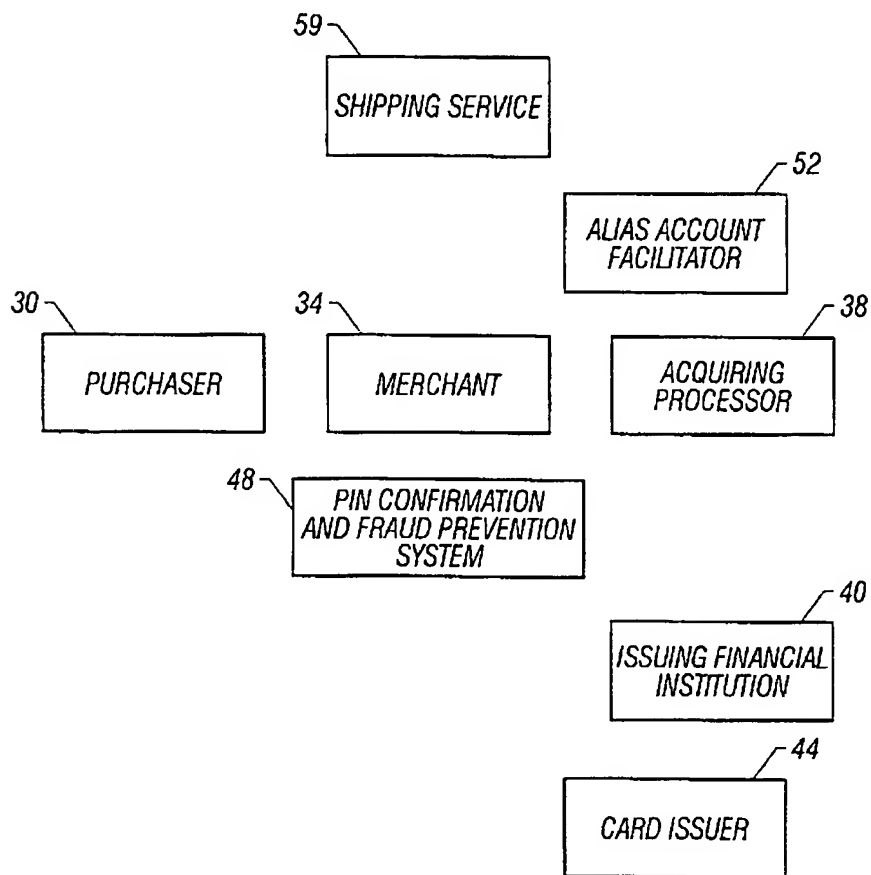 59
SHIPPING SERVICE
52
ALIAS ACCOUNT
FACILITATOR
30
PURCHASER
34
MERCHANT
38
ACQUIRING
PROCESSOR
48
PIN CONFIRMATION
AND FRAUD PREVENTION
SYSTEM
40
ISSUING FINANCIAL
INSTITUTION
44
CARD ISSUER